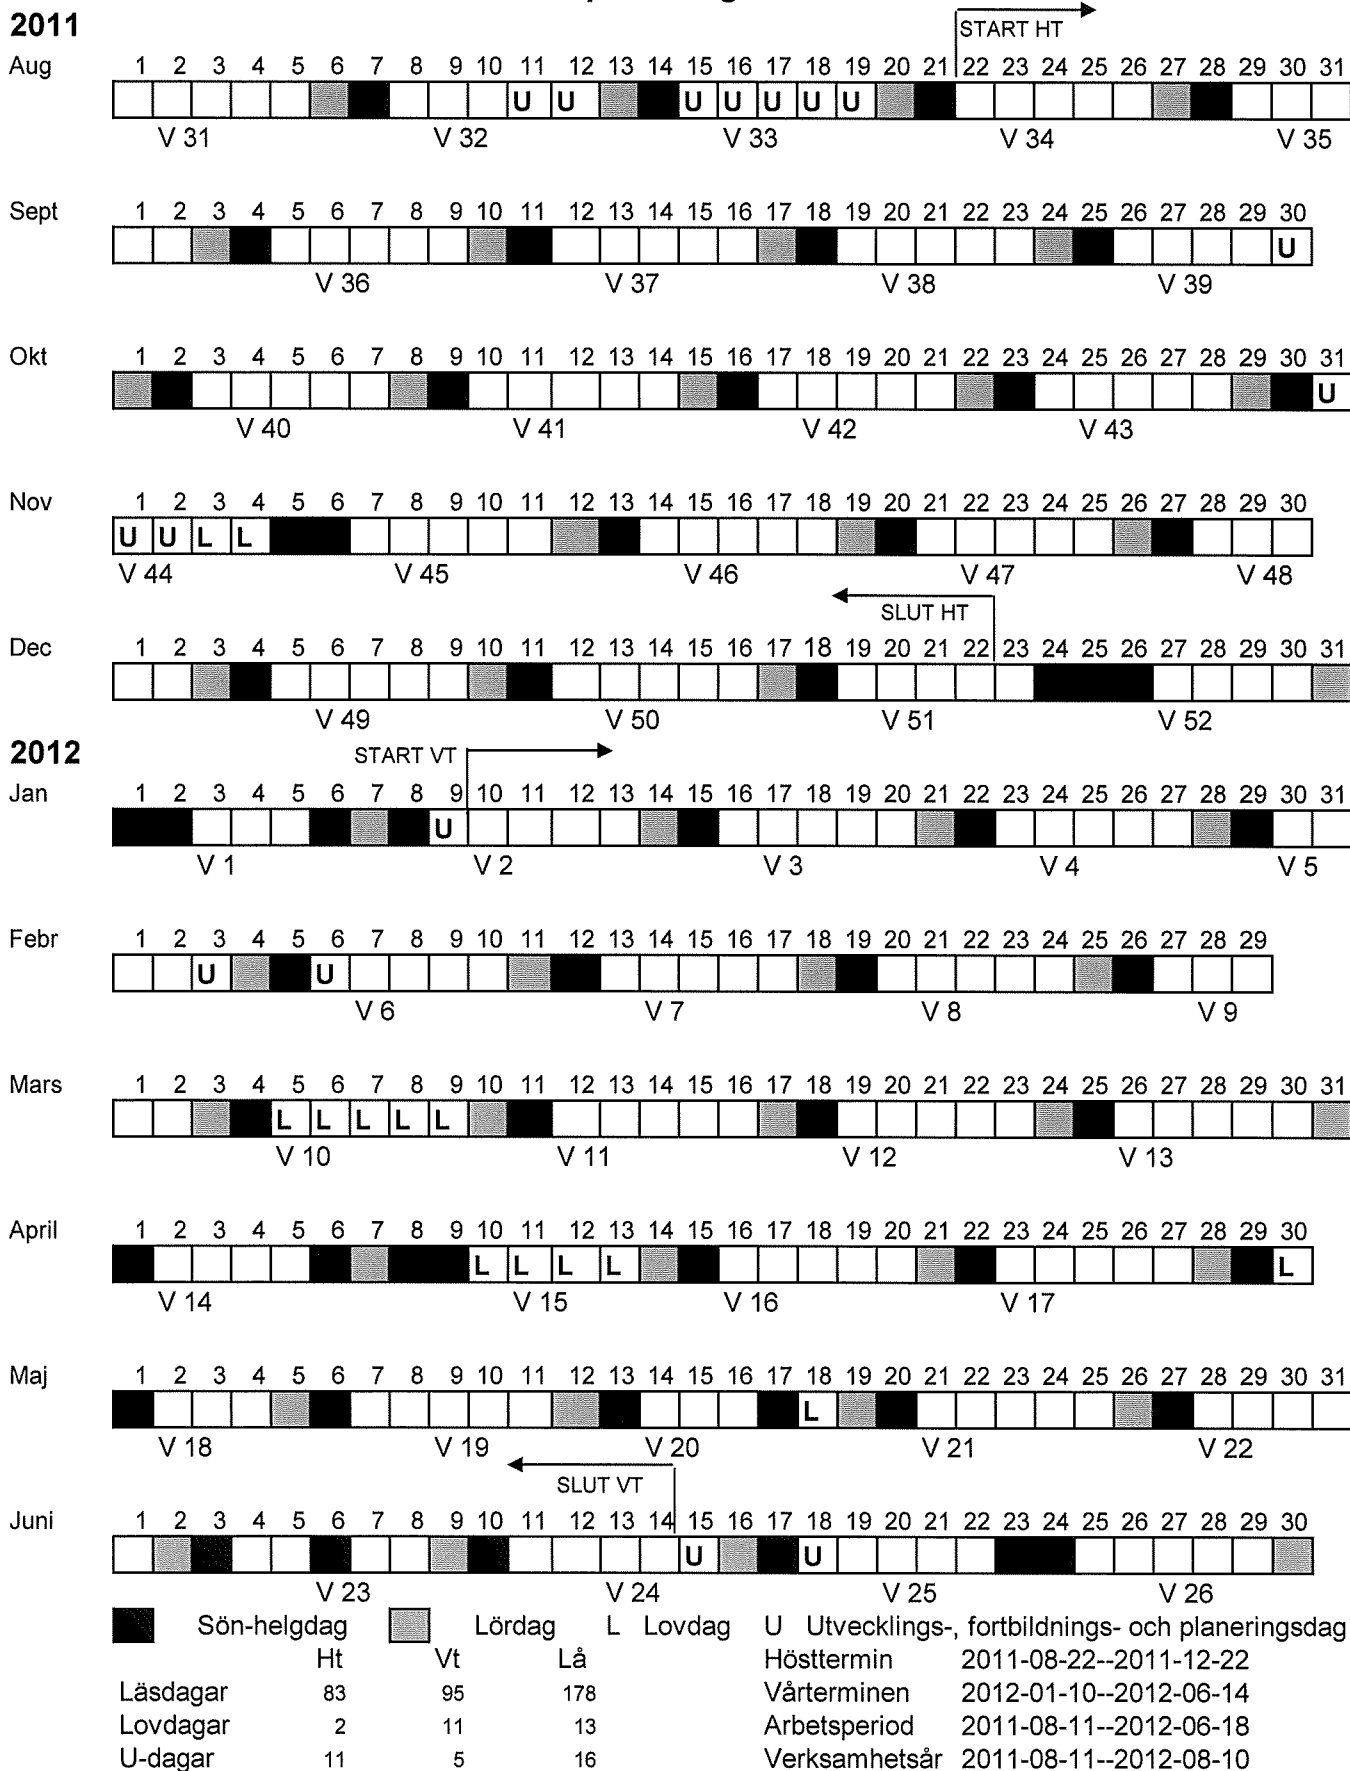 2011
START HT
Aug 1 2 3 4 5 6 7 8 9 10 11 12 13 14 15 16 17 18 19 20 21 22 23 24 25 26 27 28 29 30 31
U U U U U U U
V 31 V 32 V 33 V 34 V 35
Sept 1 2 3 4 5 6 7 8 9 10 11 12 13 14 15 16 17 18 19 20 21 22 23 24 25 26 27 28 29 30
U
V 36 V 37 V 38 V 39
Okt 1 2 3 4 5 6 7 8 9 10 11 12 13 14 15 16 17 18 19 20 21 22 23 24 25 26 27 28 29 30 31
U
V 40 V 41 V 42 V 43
Nov 1 2 3 4 5 6 7 8 9 10 11 12 13 14 15 16 17 18 19 20 21 22 23 24 25 26 27 28 29 30
U U L L
V 44 V 45 V 46 V 47 V 48
SLUT HT
Dec 1 2 3 4 5 6 7 8 9 10 11 12 13 14 15 16 17 18 19 20 21 22 23 24 25 26 27 28 29 30 31
V 49 V 50 V 51 V 52
2012
START VT
Jan 1 2 3 4 5 6 7 8 9 10 11 12 13 14 15 16 17 18 19 20 21 22 23 24 25 26 27 28 29 30 31
U
V 1 V 2 V 3 V 4 V 5
Febr 1 2 3 4 5 6 7 8 9 10 11 12 13 14 15 16 17 18 19 20 21 22 23 24 25 26 27 28 29
U U
V 6 V 7 V 8 V 9
Mars 1 2 3 4 5 6 7 8 9 10 11 12 13 14 15 16 17 18 19 20 21 22 23 24 25 26 27 28 29 30 31
L L L L L
V 10 V 11 V 12 V 13
April 1 2 3 4 5 6 7 8 9 10 11 12 13 14 15 16 17 18 19 20 21 22 23 24 25 26 27 28 29 30
L L L L L
V 14 V 15 V 16 V 17
Maj 1 2 3 4 5 6 7 8 9 10 11 12 13 14 15 16 17 18 19 20 21 22 23 24 25 26 27 28 29 30 31
L
V 18 V 19 V 20 V 21 V 22
SLUT VT
Juni 1 2 3 4 5 6 7 8 9 10 11 12 13 14 15 16 17 18 19 20 21 22 23 24 25 26 27 28 29 30
U U
V 23 V 24 V 25 V 26
Sön-helgdag Lördag L Lovdag U Utvecklings-, fortbildnings- och planeringsdag
Ht Vt Lå Hösttermin 2011-08-22--2011-12-22
Läsdagar 83 95 178 Vårterminen 2012-01-10--2012-06-14
Lovdagar 2 11 13 Arbetsperiod 2011-08-11--2012-06-18
U-dagar 11 5 16 Verksamhetsår 2011-08-11--2012-08-10